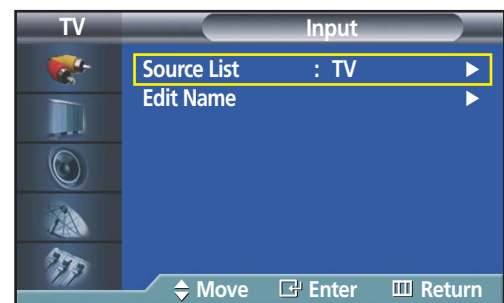 TV Input
Source List : TV
Edit Name
Move Enter Return